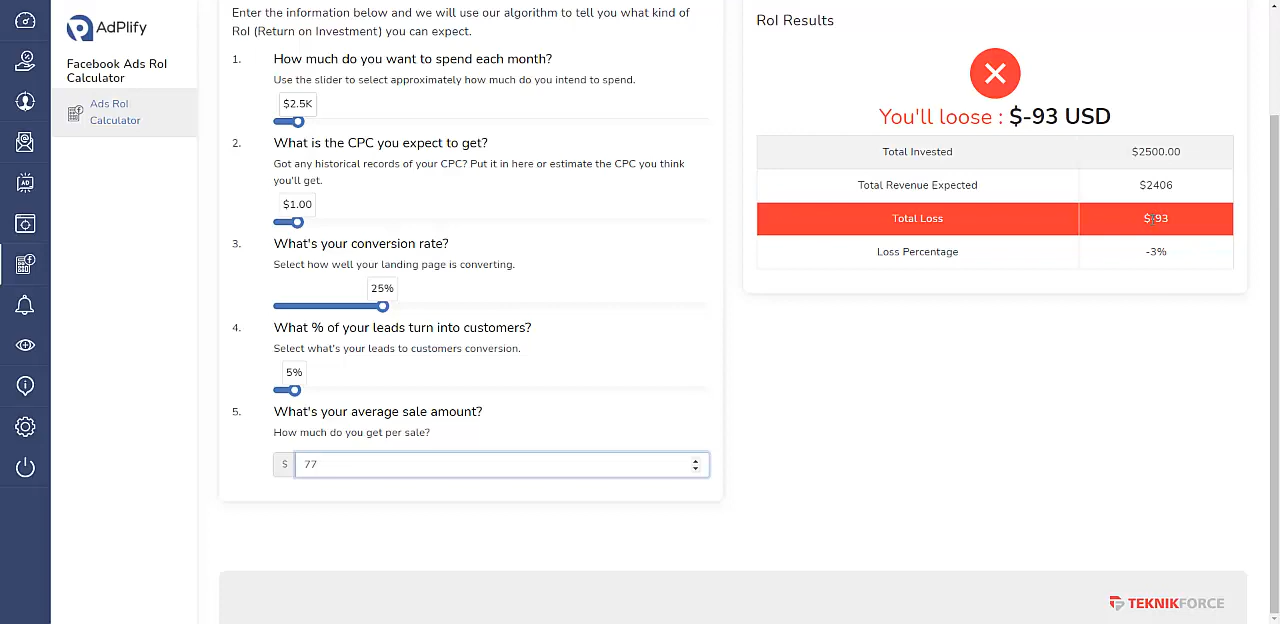 AdPlify
Facebook Ads RoI
Calculator
Ads RoI
Calculator
AD
Enter the information below and we will use our algorithm to tell you what kind of
RoI (Return on Investment) you can expect.
1. How much do you want to spend each month?
Use the slider to select approximately how much do you intend to spend.
$2.5K
2. What is the CPC you expect to get?
Got any historical records of your CPC? Put it in here or estimate the CPC you think
you'll get.
$1.00
3. What's your conversion rate?
Select how well your landing page is converting.
25%
4. What % of your leads turn into customers?
Select what's your leads to customers conversion.
5%
5. What's your average sale amount?
How much do you get per sale?
$ 77
RoI Results
You'll loose : $-93 USD
Total Invested $2500.00
Total Revenue Expected $2406
Total Loss $-93
Loss Percentage -3%
TEKNIKFORCE